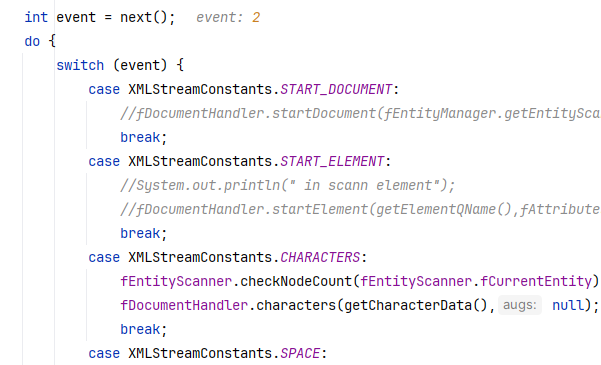 int event = next();   event: 2
do {
    switch (event) {
        case XMLStreamConstants.START_DOCUMENT:
            //fDocumentHandler.startDocument(fEntityManager.getEntitySca
            break;
        case XMLStreamConstants.START_ELEMENT:
            //System.out.println(" in scann element");
            //fDocumentHandler.startElement(getElementQName(),fAttribute
            break;
        case XMLStreamConstants.CHARACTERS:
            fEntityScanner.checkNodeCount(fEntityScanner.fCurrentEntity)
            fDocumentHandler.characters(getCharacterData(), augs: null);
            break;
        case XMLStreamConstants.SPACE: